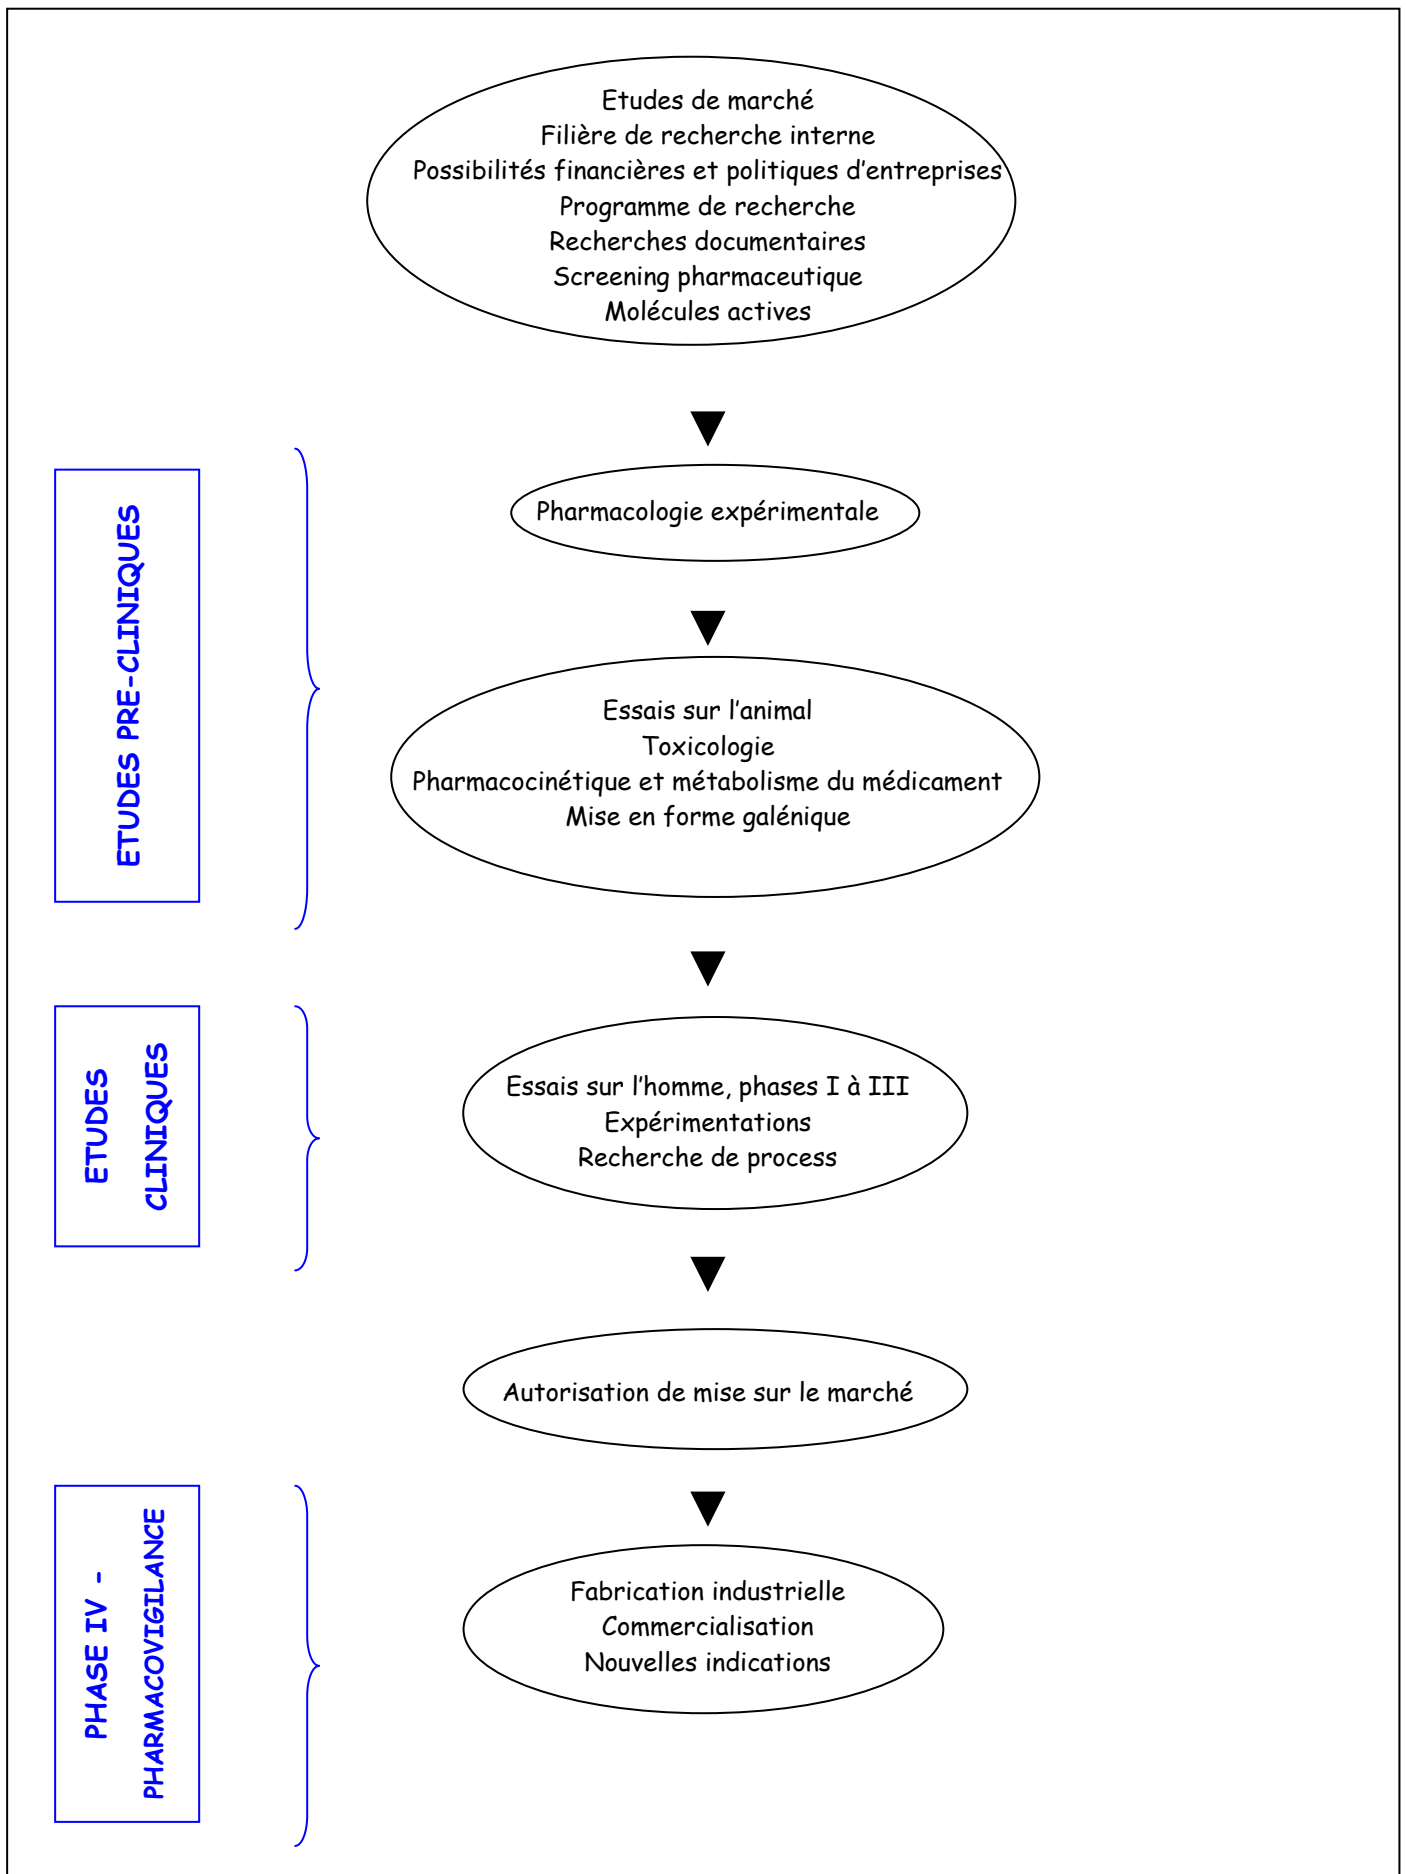 Etudes de marché
Filière de recherche interne
Possibilités financières et politiques d'entreprises
Programme de recherche
Recherches documentaires
Screening pharmaceutique
Molécules actives
ETUDES PRE-CLINIQUES
Pharmacologie expérimentale
Essais sur l'animal
Toxicologie
Pharmacocinétique et métabolisme du médicament
Mise en forme galénique
ETUDES
CLINIQUES
Essais sur l'homme, phases I à III
Expérimentations
Recherche de process
Autorisation de mise sur le marché
PHASE IV -
PHARMACOVIGILANCE
Fabrication industrielle
Commercialisation
Nouvelles indications